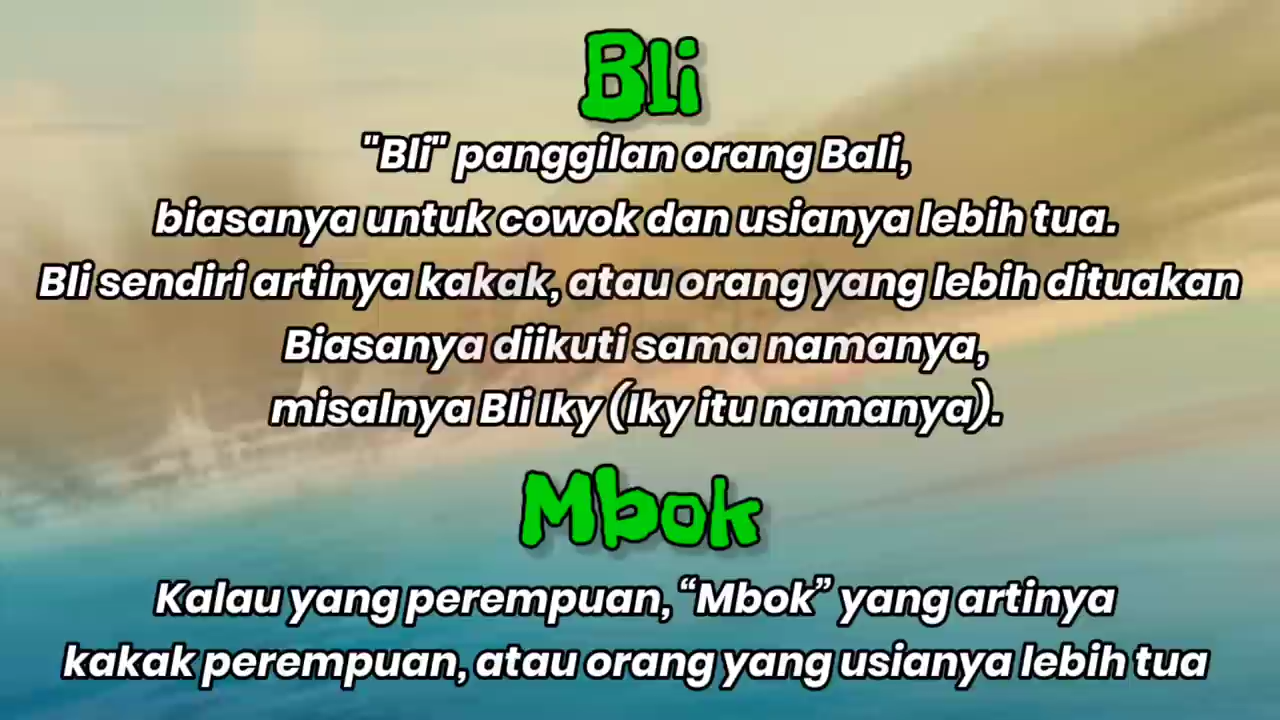 Bli
"Bli" panggilan orang Bali,
biasanya untuk cowok dan usianya lebih tua.
Bli sendiri artinya kakak, atau orang yang lebih dituakan
Biasanya diikuti sama namanya,
misalnya Bli Iky (Iky itu namanya).
Mbok
Kalau yang perempuan, “Mbok” yang artinya
kakak perempuan, atau orang yang usianya lebih tua